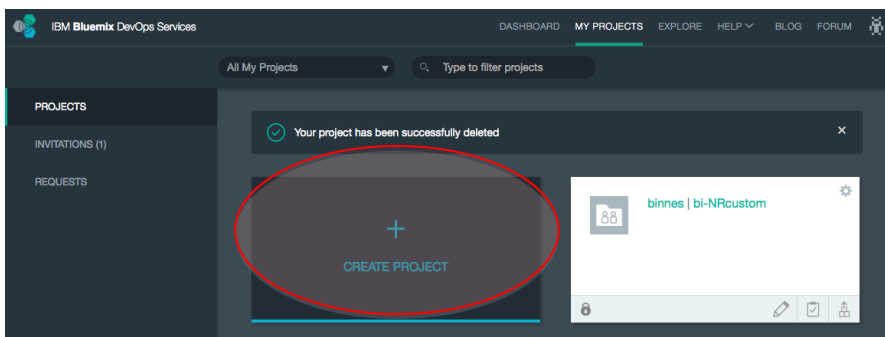 IBM Bluemix DevOps Services
DASHBOARD MY PROJECTS EXPLORE HELP BLOG FORUM
All My Projects Type to filter projects
PROJECTS
INVITATIONS (1)
REQUESTS
Your project has been successfully deleted ×
+
CREATE PROJECT
binnes | bi-NRcustom